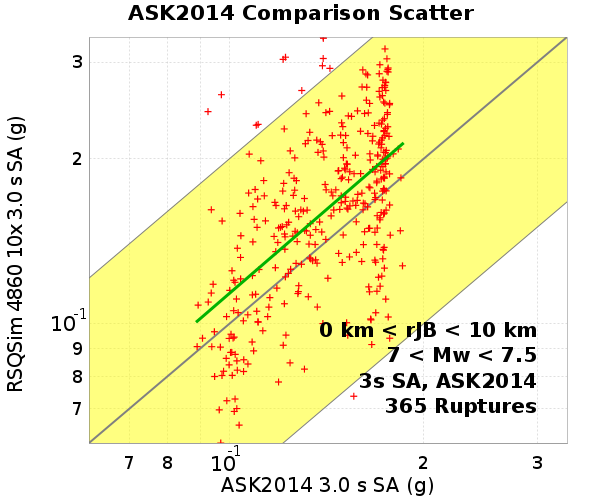 ASK2014 Comparison Scatter
RSQSim 4860 10x 3.0 s SA (g)
3
2
10-1
9
8
7
0 km < rJB < 10 km
7 < Mw < 7.5
3s SA, ASK2014
365 Ruptures
7 8 10-1 2 3
ASK2014 3.0 s SA (g)